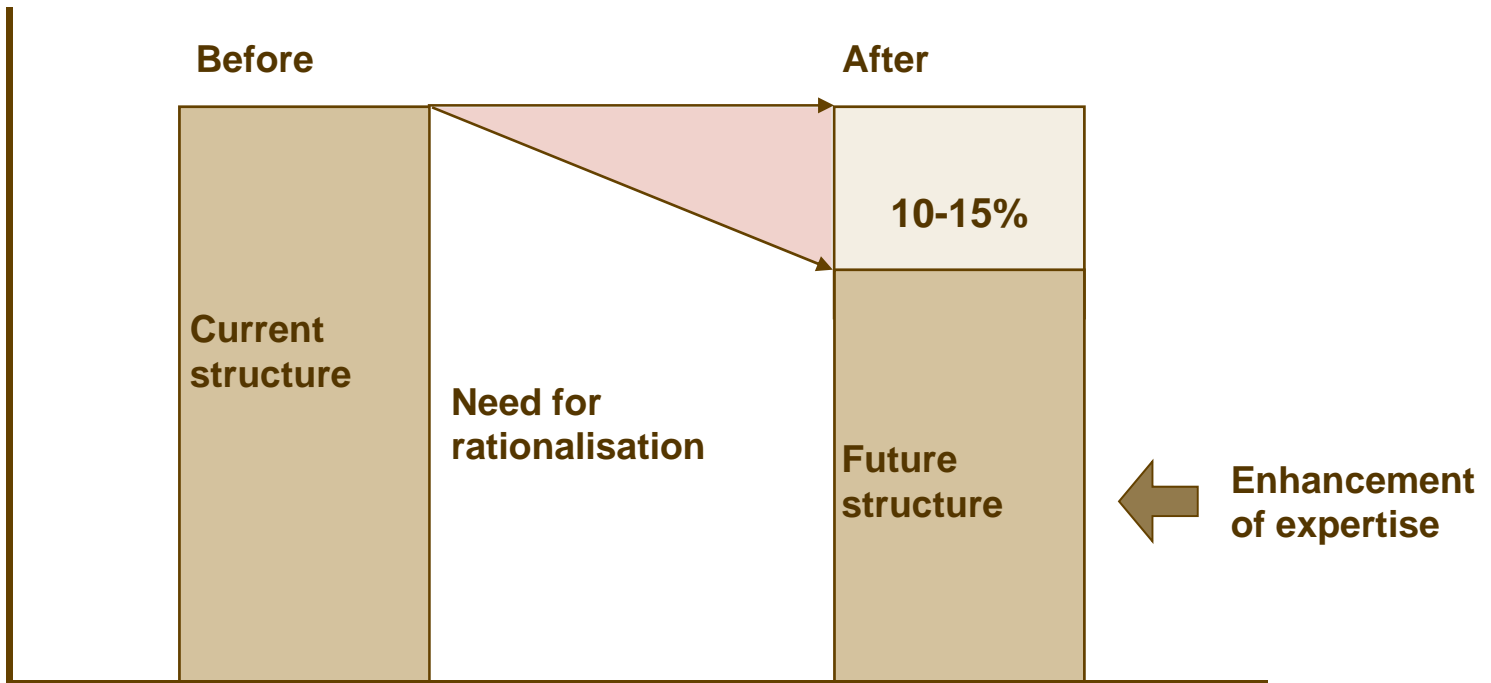 Before
After
10-15%
Current
structure
Need for
rationalisation
Future
structure
Enhancement
of expertise